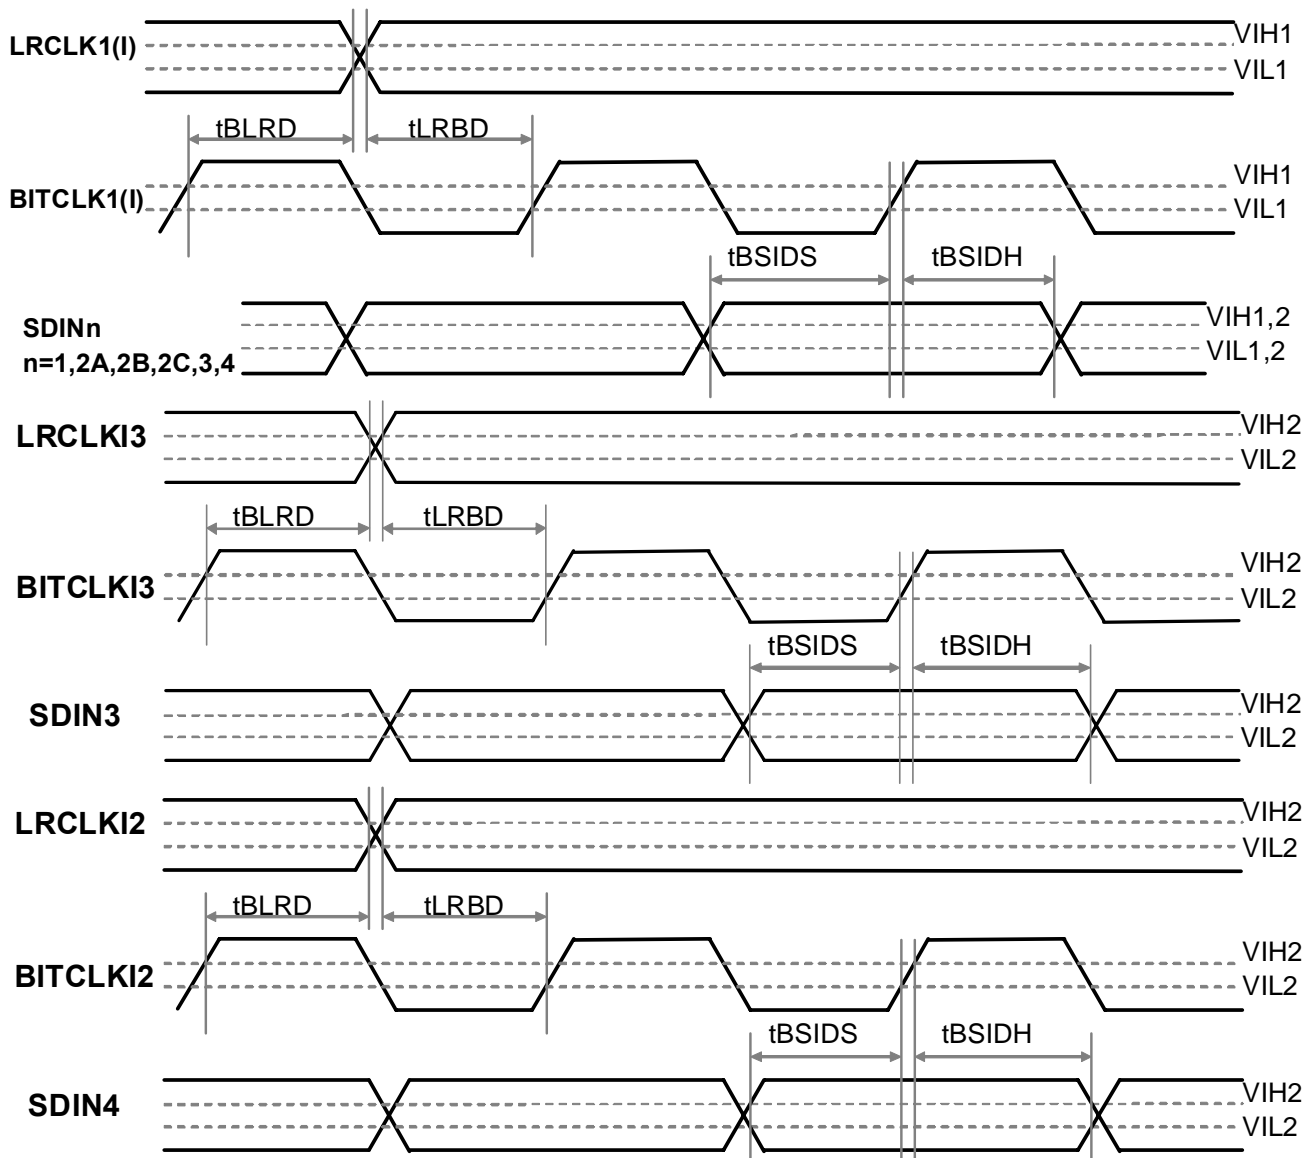 LRCLK1(I)
VIH1
VIL1
tBLRD
tLRBD
BITCLK1(I)
VIH1
VIL1
tBSIDS
tBSIDH
SDINn
n=1,2A,2B,2C,3,4
VIH1,2
VIL1,2
LRCLKI3
VIH2
VIL2
tBLRD
tLRBD
BITCLKI3
VIH2
VIL2
tBSIDS
tBSIDH
SDIN3
VIH2
VIL2
LRCLKI2
VIH2
VIL2
tBLRD
tLRBD
BITCLKI2
VIH2
VIL2
tBSIDS
tBSIDH
SDIN4
VIH2
VIL2